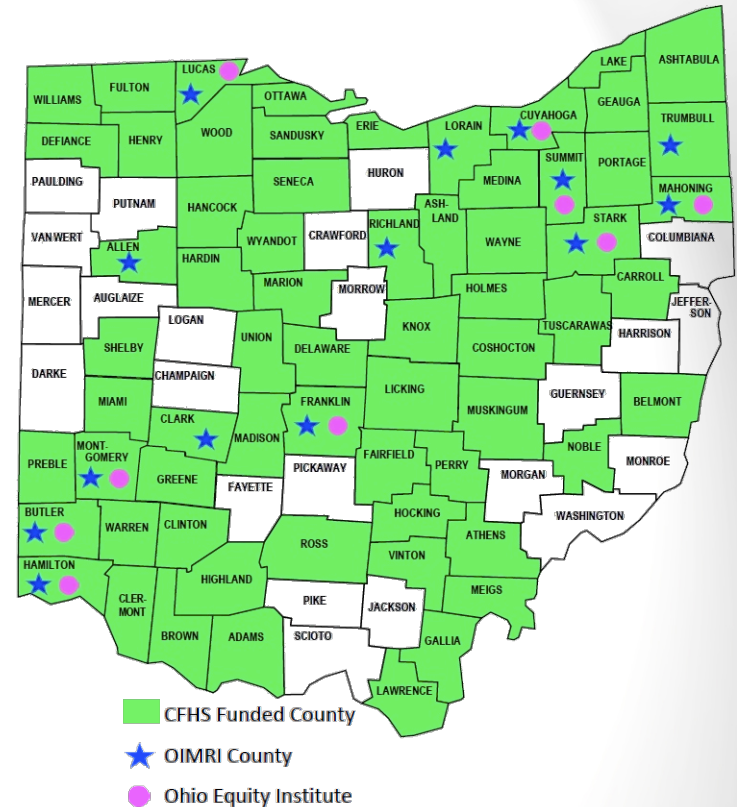 LAKE
ASHTABULA
LUCAS
FULTON
WILLIAMS
OTTAWA
GEAUGA
CUYAHOGA
TRUMBULL
ERIE
LORAIN
WOOD
SANDUSKY
DEFIANCE
HENRY
SUMMIT
PORTAGE
HURON
MEDINA
SENECA
PAULDING
MAHONING
PUTNAM
ASH-
LAND
HANCOCK
STARK
RICHLAND
VAN WERT
CRAWFORD
WYANDOT
WAYNE
COLUMBIANA
ALLEN
HARDIN
CARROLL
MARION
MORROW
HOLMES
MERCER
AUGLAIZE
JEFFER-
SON
LOGAN
KNOX
TUSCARAWAS
HARRISON
UNION
SHELBY
DELAWARE
COSHOCTON
DARKE
CHAMPAIGN
LICKING
GUERNSEY
MIAMI
FRANKLIN
BELMONT
MUSKINGUM
CLARK
MADISON
MONT-
GOMERY
NOBLE
FAIRFIELD
PREBLE
PERRY
MONROE
PICKAWAY
MORGAN
GREENE
FAYETTE
BUTLER
HOCKING
WASHINGTON
WARREN
CLINTON
ATHENS
ROSS
VINTON
HAMILTON
HIGHLAND
MEIGS
CLER-
MONT
PIKE
JACKSON
BROWN
ADAMS
SCIOTO
GALLIA
LAWRENCE
CFHS Funded County
OIMRI County
Ohio Equity Institute